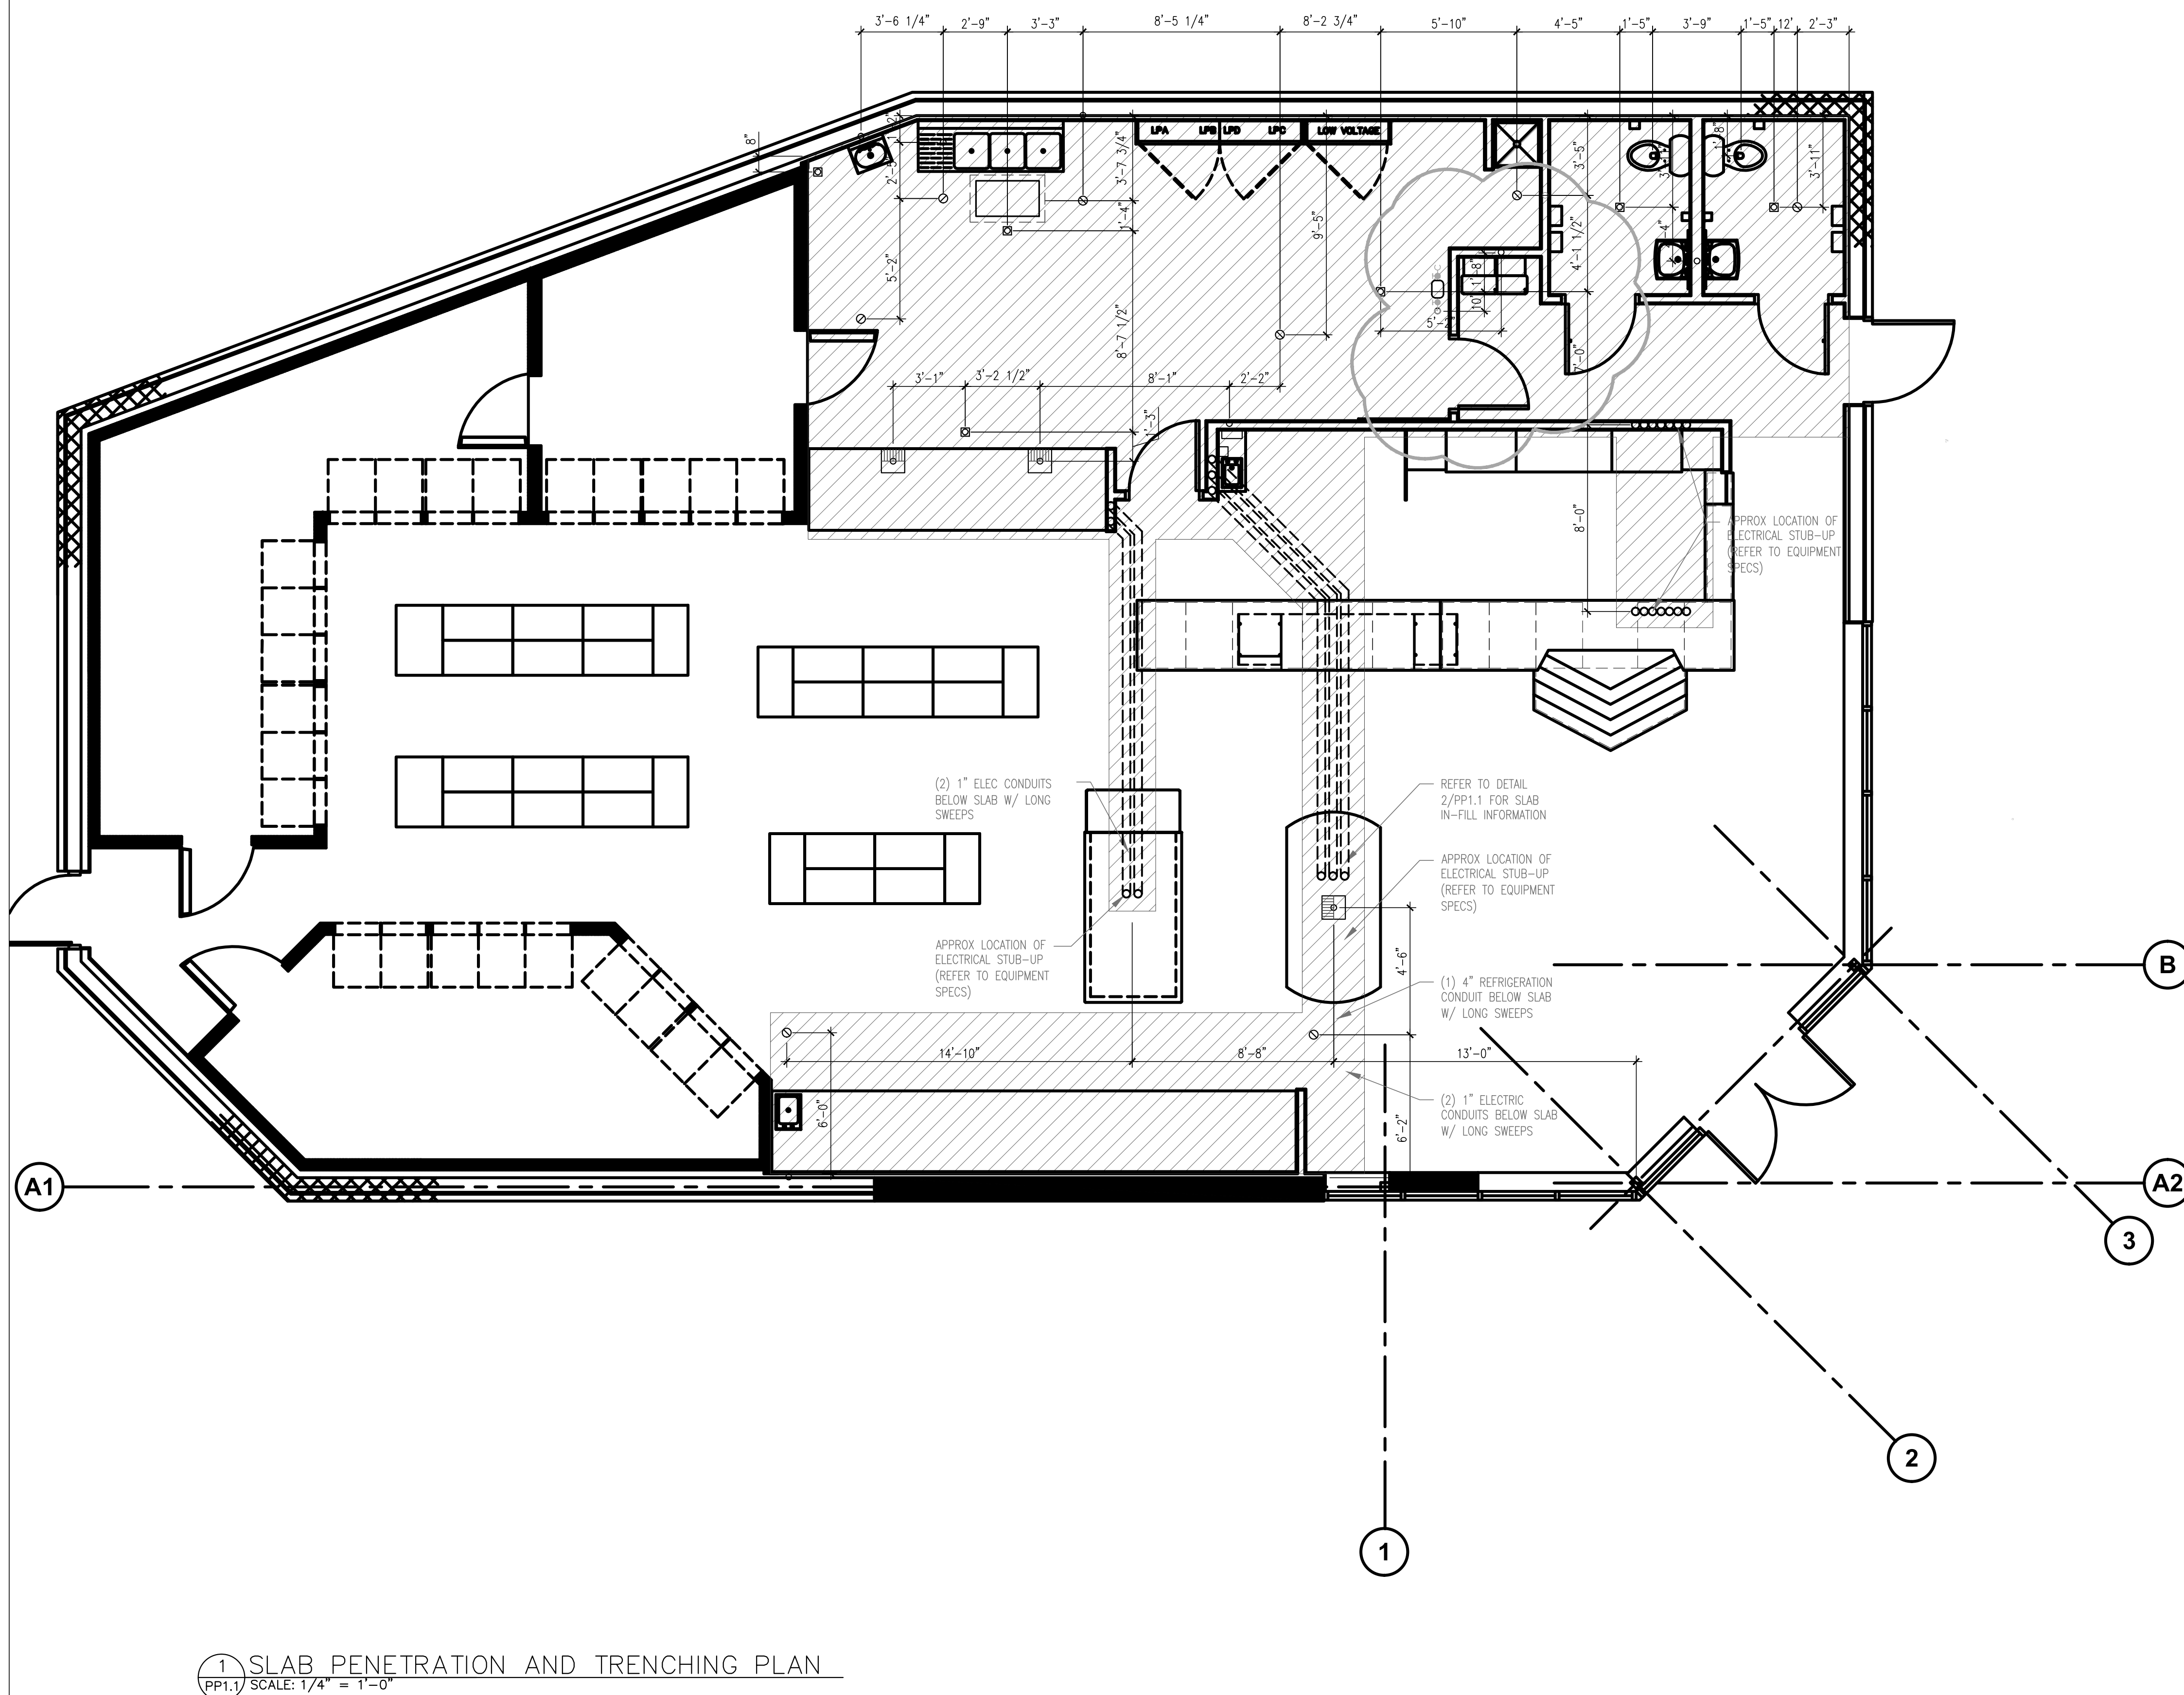 3'-6 1/4"
2'-9"
3'-3"
8'-5 1/4"
8'-2 3/4"
5'-10"
4'-5"
1'-5"
3'-9"
1'-5"
12'
2'-3"
8"
3'-7 3/4"
1'-4"
LPA
LPB
LPD
LPC
LOW VOLTAGE
3'-5"
1'-8"
3'-11"
9'-5"
4'-1 1/2"
5'-2"
1'-8"
10"
8'-7 1/2"
7'-0"
3'-1"
3'-2 1/2"
8'-1"
2'-2"
1'-3"
8'-0"
APPROX LOCATION OF
ELECTRICAL STUB-UP
(REFER TO EQUIPMENT
SPECS)
(2) 1" ELEC CONDUITS
BELOW SLAB W/ LONG
SWEEPS
REFER TO DETAIL
2/PP1.1 FOR SLAB
IN-FILL INFORMATION
APPROX LOCATION OF
ELECTRICAL STUB-UP
(REFER TO EQUIPMENT
SPECS)
APPROX LOCATION OF
ELECTRICAL STUB-UP
(REFER TO EQUIPMENT
SPECS)
4'-6"
(1) 4" REFRIGERATION
CONDUIT BELOW SLAB
W/ LONG SWEEPS
14'-10"
8'-8"
13'-0"
6'-0"
6'-2"
(2) 1" ELECTRIC
CONDUITS BELOW SLAB
W/ LONG SWEEPS
B
A1
A2
3
2
1
1
PP1.1
SLAB PENETRATION AND TRENCHING PLAN
SCALE: 1/4" = 1'-0"